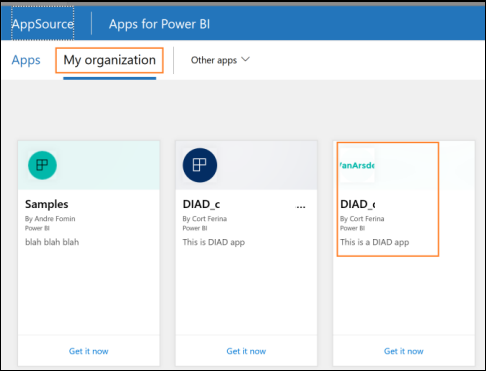 AppSource Apps for Power BI
Apps My organization Other apps
Samples
By Andre Fomin
Power BI
blah blah blah
Get it now
DIAD_c ...
By Cort Ferina
Power BI
This is DIAD app
Get it now
DIAD_c
By Cort Ferina
Power BI
This is a DIAD app
Get it now